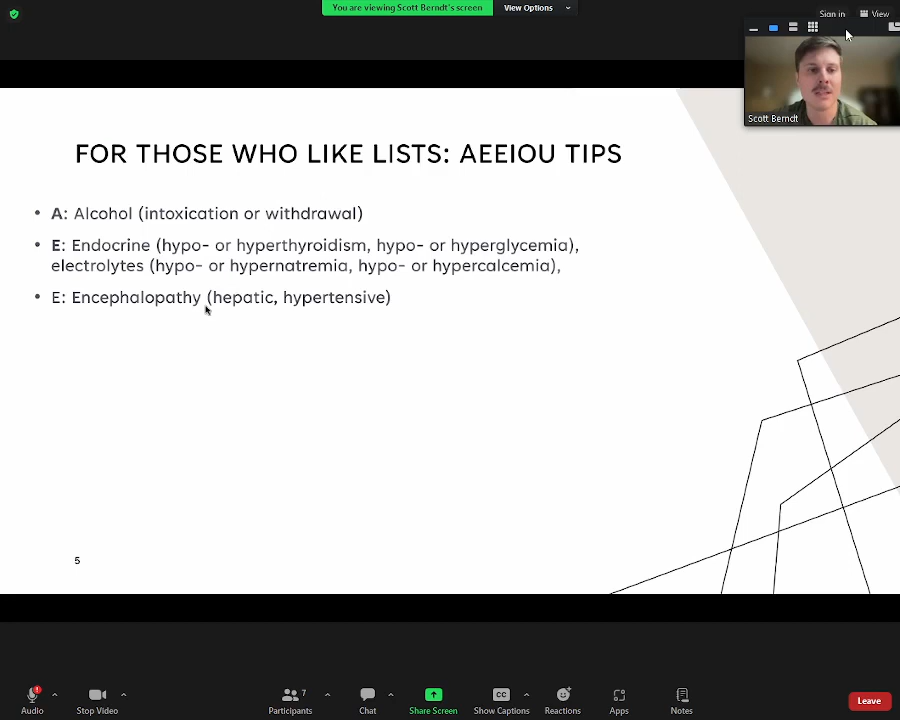 You are viewing Scott Berndt's screen
View Options
Sign in
View
Scott Berndt
FOR THOSE WHO LIKE LISTS: AEEIOU TIPS
• A: Alcohol (intoxication or withdrawal)
• E: Endocrine (hypo- or hyperthyroidism, hypo- or hyperglycemia),
electrolytes (hypo- or hypernatremia, hypo- or hypercalcemia),
• E: Encephalopathy (hepatic, hypertensive)
5
Audio
Stop Video
Participants
7
Chat
Share Screen
CC
Show Captions
Reactions
Apps
Notes
Leave